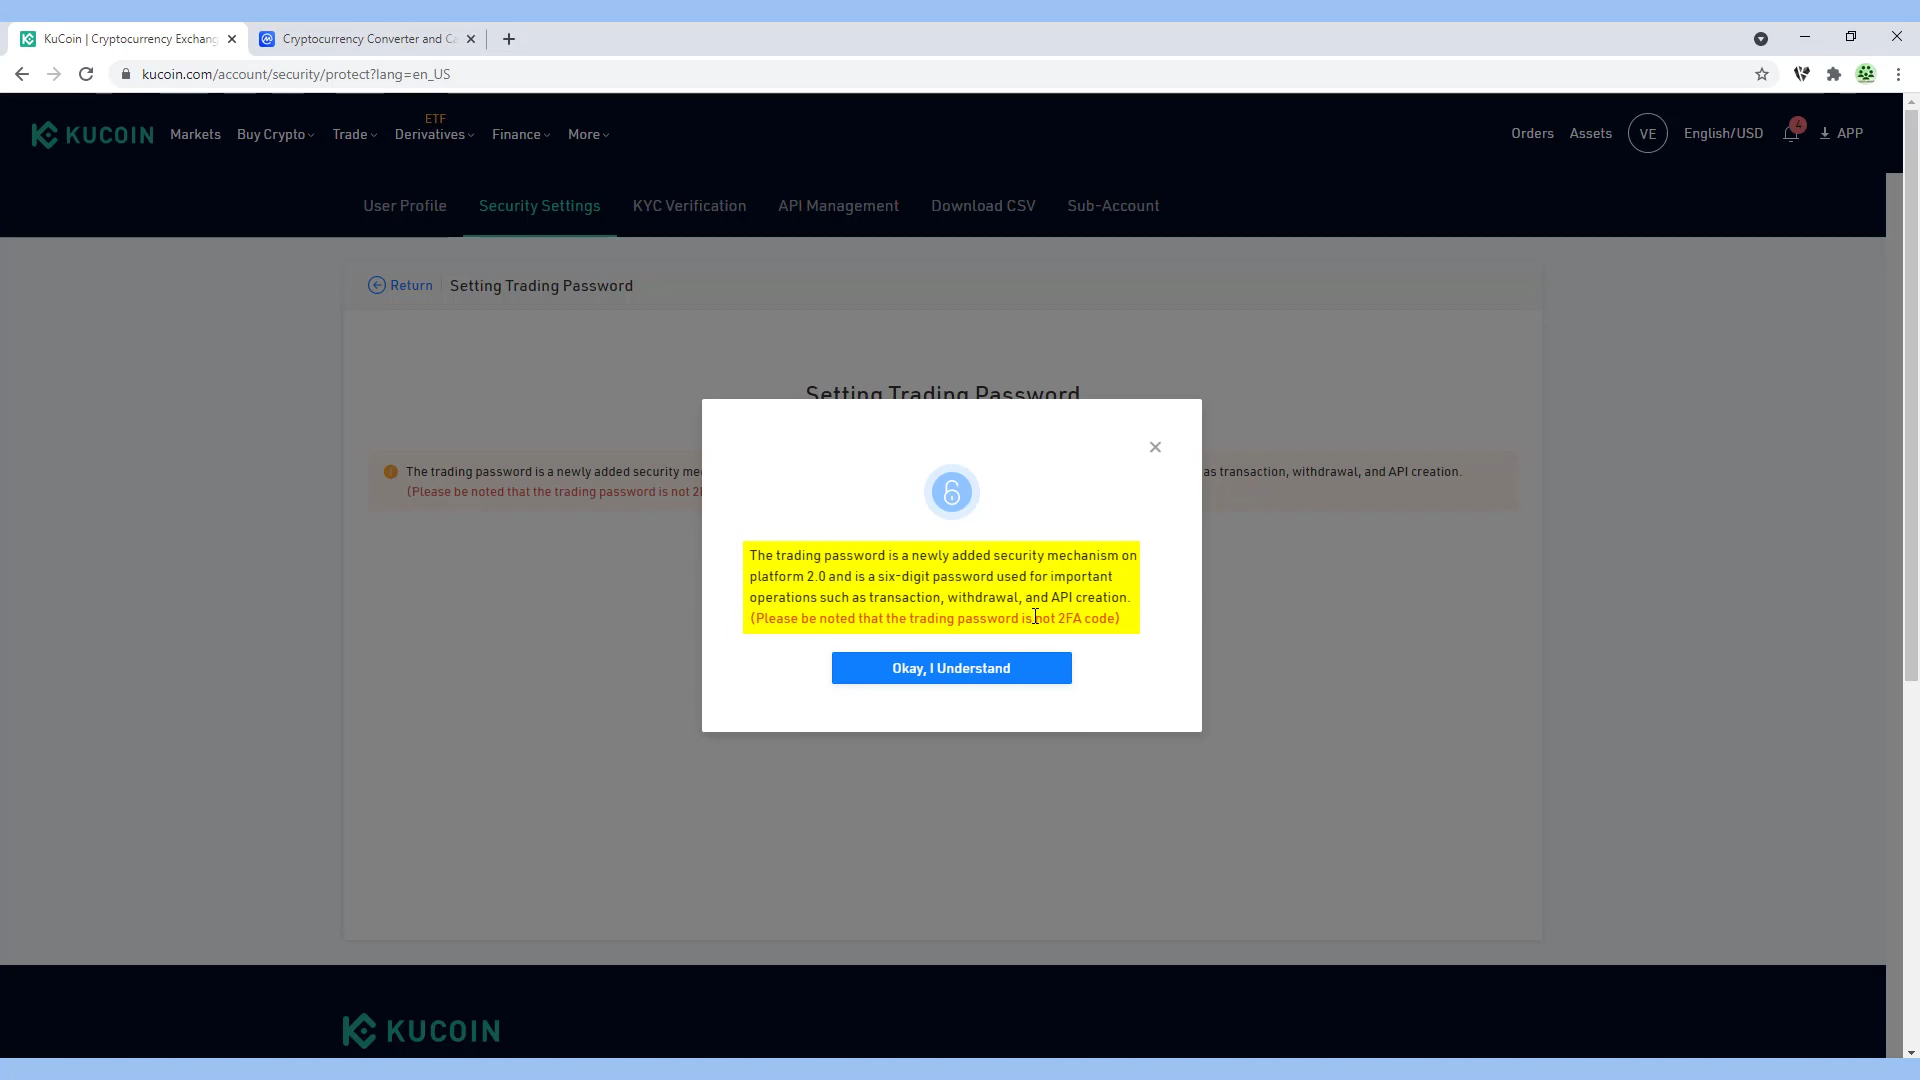 KuCoin | Cryptocurrency Exchang
Cryptocurrency Converter and Ca
kucoin.com/account/security/protect?lang=en_US
KUCOIN
Markets
Buy Crypto
Trade
ETF
Derivatives
Finance
More
Orders
Assets
VE
English/USD
4
APP
User Profile
Security Settings
KYC Verification
API Management
Download CSV
Sub-Account
Return
Setting Trading Password
Setting Trading Password
The trading password is a newly added security me
as transaction, withdrawal, and API creation.
(Please be noted that the trading password is not 2F
The trading password is a newly added security mechanism on
platform 2.0 and is a six-digit password used for important
operations such as transaction, withdrawal, and API creation.
(Please be noted that the trading password is not 2FA code)
Okay, I Understand
KUCOIN